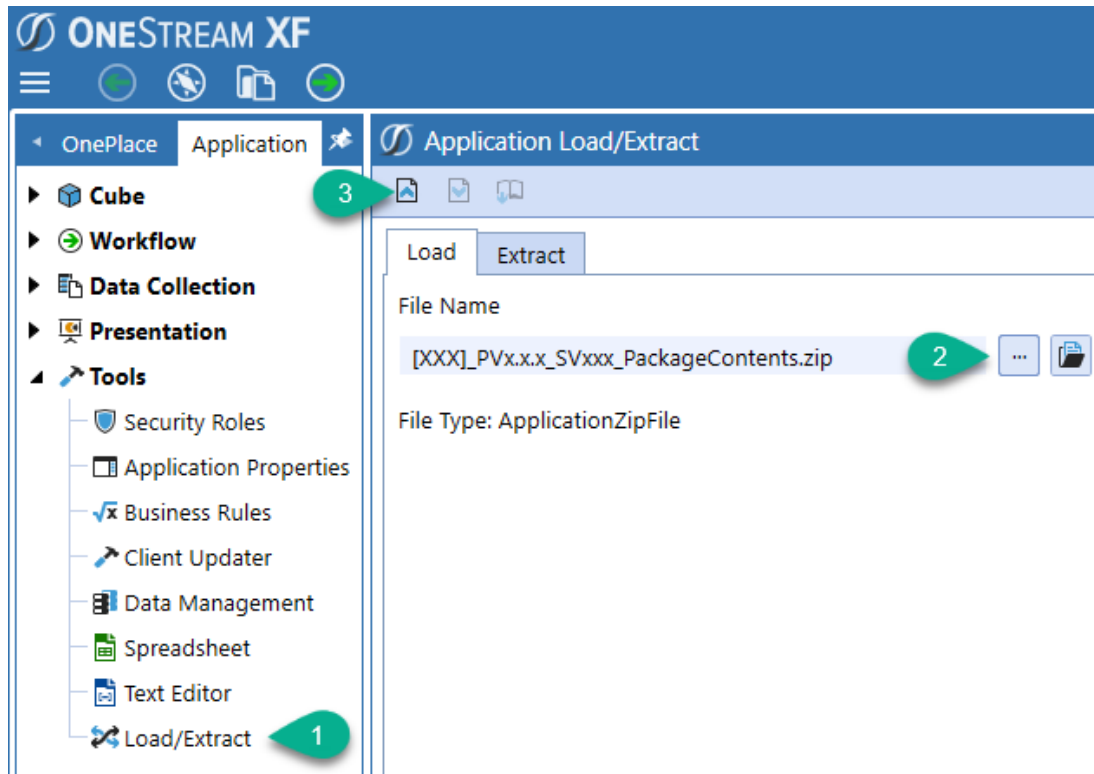 ONESTREAM XF
OnePlace Application
Application Load/Extract
Cube
3
Workflow
Data Collection
Presentation
Tools
Security Roles
Application Properties
Business Rules
Client Updater
Data Management
Spreadsheet
Text Editor
Load/Extract
1
Load Extract
File Name
[XXX]_PVx.x.x_SVxxx_PackageContents.zip
2
...
File Type: ApplicationZipFile